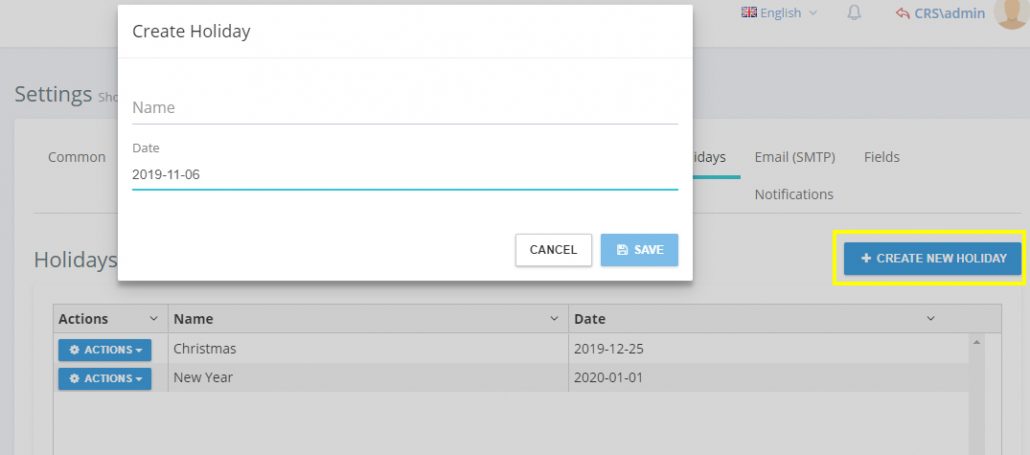 English
CRS\admin
Create Holiday
Settings Sho
Name
Date
2019-11-06
Common
idays
Email (SMTP)
Fields
Notifications
CANCEL
SAVE
Holidays
+ CREATE NEW HOLIDAY
Actions Name Date
ACTIONS Christmas 2019-12-25
ACTIONS New Year 2020-01-01